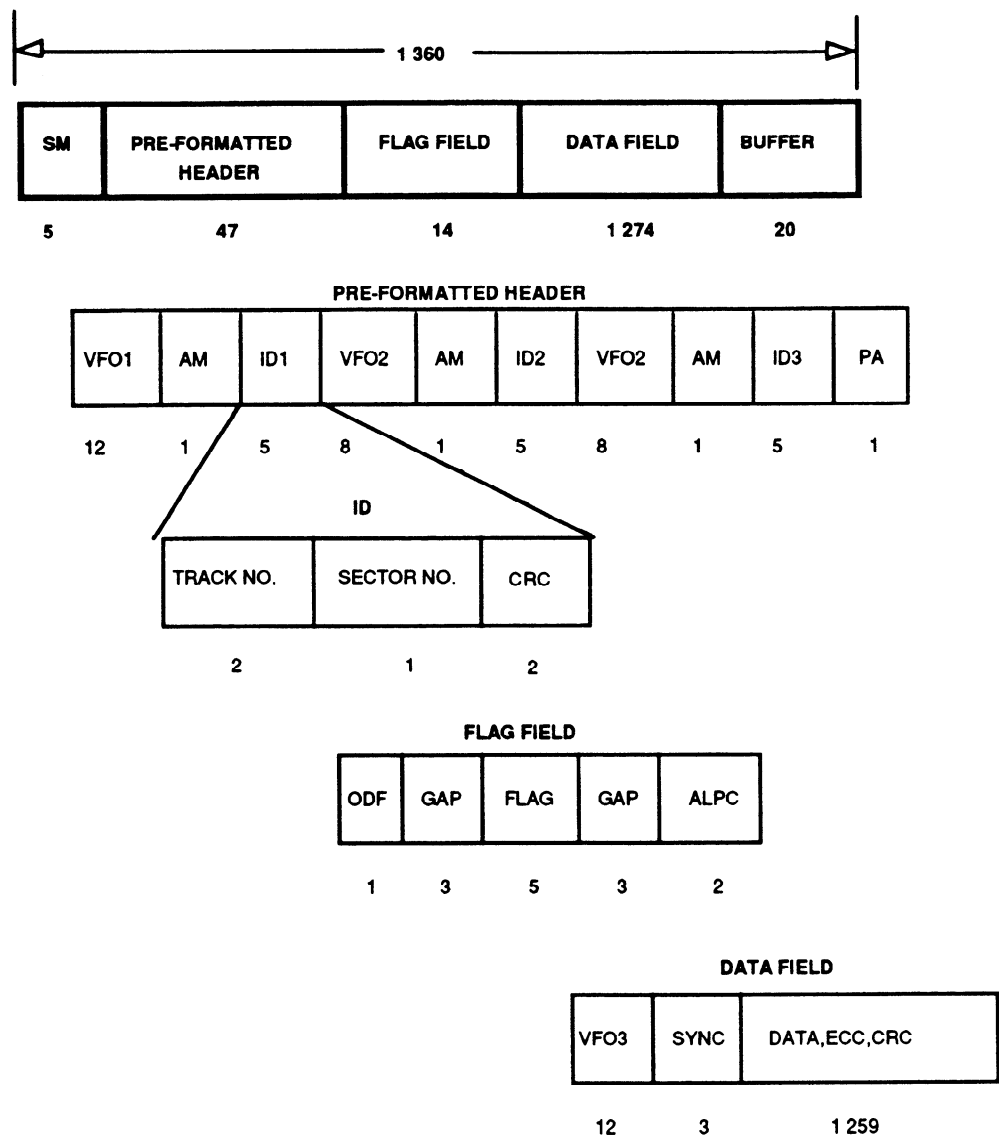 1 360
SM PRE-FORMATTED HEADER FLAG FIELD DATA FIELD BUFFER
5 47 14 1 274 20
PRE-FORMATTED HEADER
VFO1 AM ID1 VFO2 AM ID2 VFO2 AM ID3 PA
12 1 5 8 1 5 8 1 5 1
ID
TRACK NO. SECTOR NO. CRC
2 1 2
FLAG FIELD
ODF GAP FLAG GAP ALPC
1 3 5 3 2
DATA FIELD
VFO3 SYNC DATA,ECC,CRC
12 3 1 259